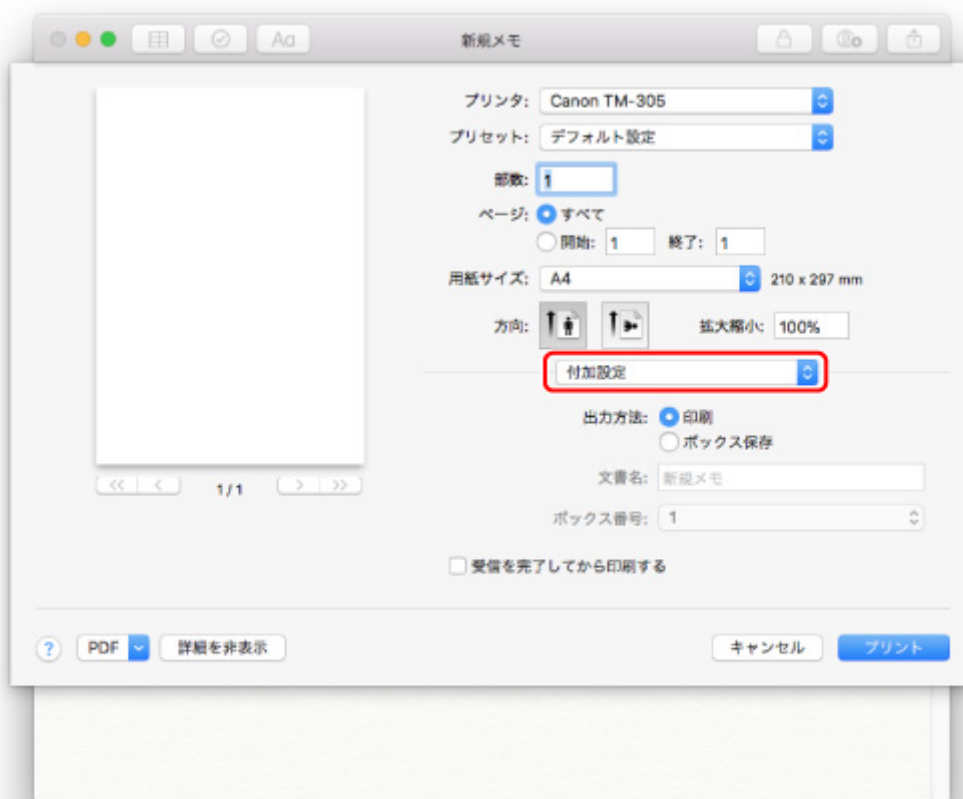 Aa 新規メモ
プリンタ: Canon TM-305
プリセット: デフォルト設定
部数: 1
ページ: すべて
開始: 1 終了: 1
用紙サイズ: A4 210 x 297 mm
方向: 拡大縮小: 100%
付加設定
出力方法: 印刷
ボックス保存
文書名: 新規メモ
ボックス番号: 1
<< < 1 / 1 > >>
受信を完了してから印刷する
? PDF 詳細を非表示 キャンセル プリント